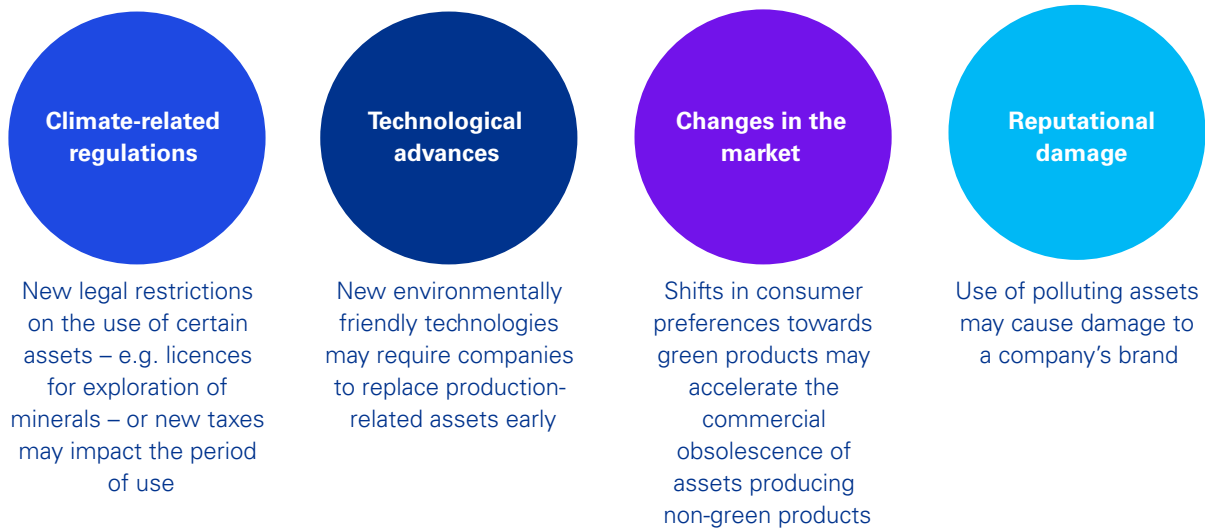 Climate-related
regulations
New legal restrictions
on the use of certain
assets – e.g. licences
for exploration of
minerals – or new taxes
may impact the period
of use
Technological
advances
New environmentally
friendly technologies
may require companies
to replace production-
related assets early
Changes in the
market
Shifts in consumer
preferences towards
green products may
accelerate the
commercial
obsolescence of
assets producing
non-green products
Reputational
damage
Use of polluting assets
may cause damage to
a company’s brand